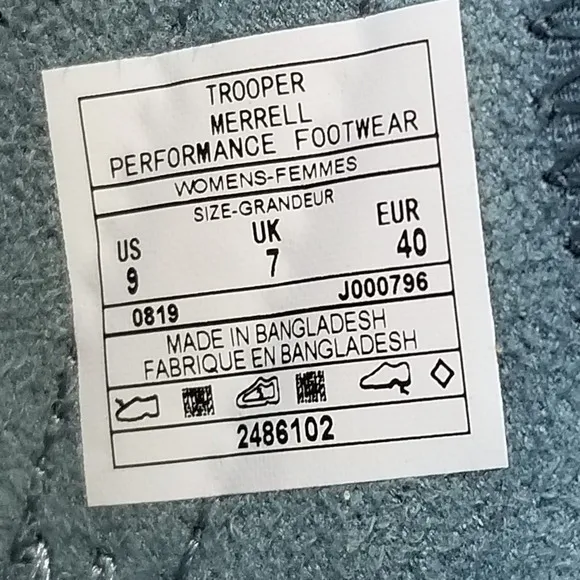 TROOPER
MERRELL
PERFORMANCE FOOTWEAR
WOMENS-FEMMES
SIZE-GRANDEUR
US UK EUR
9 7 40
0819 J000796
MADE IN BANGLADESH
FABRIQUE EN BANGLADESH
2486102